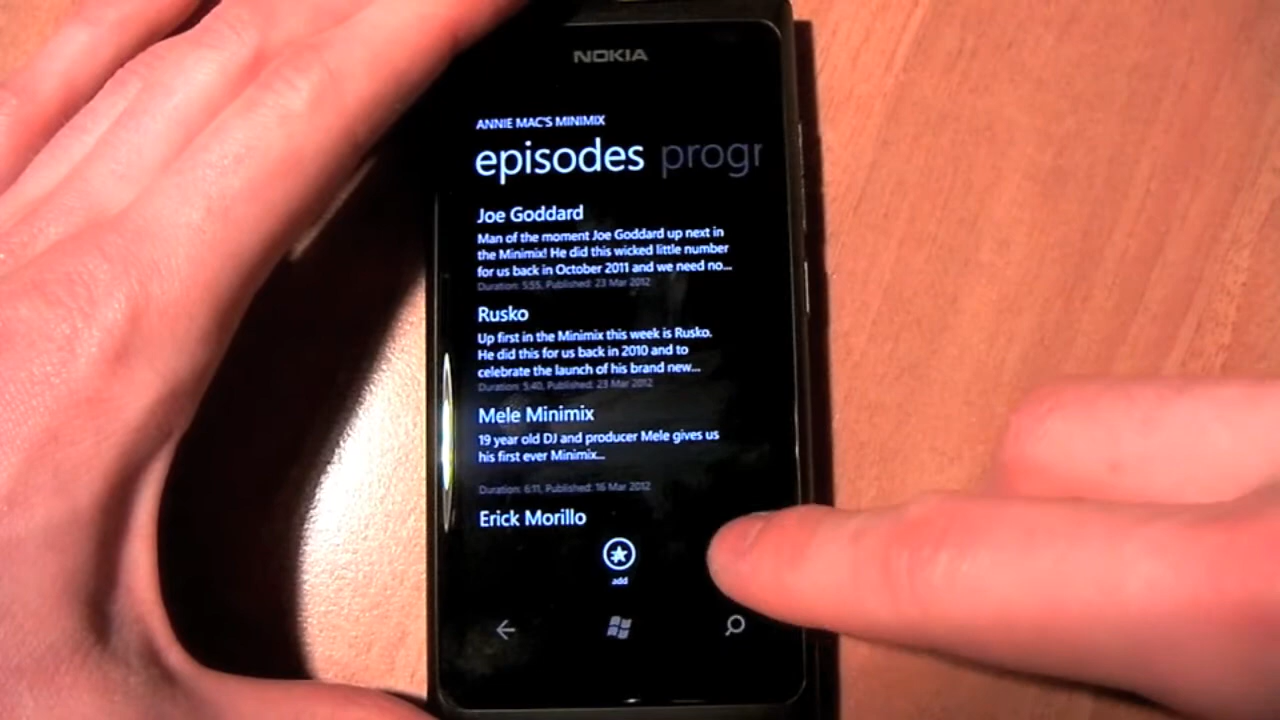 NOKIA
ANNIE MAC'S MINIMIX
episodes progr
Joe Goddard
Man of the moment Joe Goddard up next in
the Minimix! He did this wicked little number
for us back in October 2011 and we need no...
Duration: 5:55, Published: 23 Mar 2012
Rusko
Up first in the Minimix this week is Rusko.
He did this for us back in 2010 and to
celebrate the launch of his brand new...
Duration: 5:40, Published: 23 Mar 2012
Mele Minimix
19 year old DJ and producer Mele gives us
his first ever Minimix...
Duration: 6:11, Published: 16 Mar 2012
Erick Morillo
add